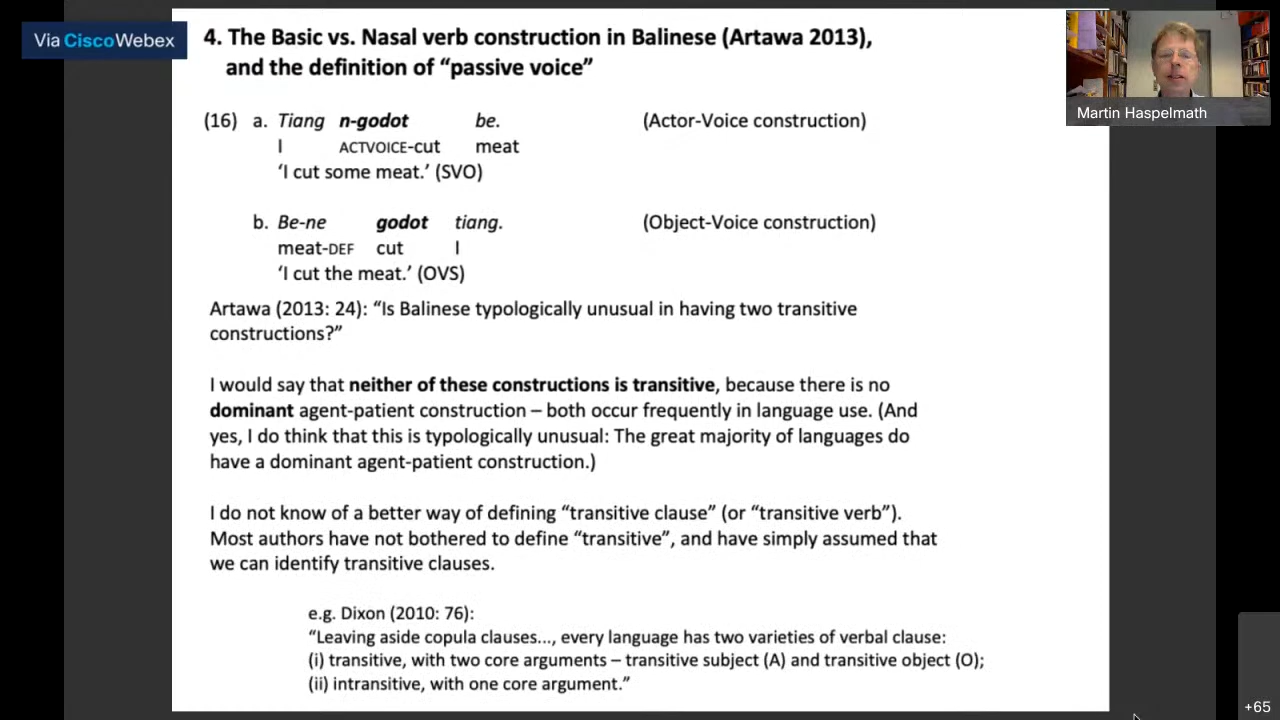 Via CiscoWebex
4. The Basic vs. Nasal verb construction in Balinese (Artawa 2013),
and the definition of “passive voice”
Martin Haspelmath
(16) a. Tiang n-godot be. (Actor-Voice construction)
I ACTVOICE-cut meat
‘I cut some meat.’ (SVO)
b. Be-ne godot tiang. (Object-Voice construction)
meat-DEF cut I
‘I cut the meat.’ (OVS)
Artawa (2013: 24): “Is Balinese typologically unusual in having two transitive
constructions?”
I would say that neither of these constructions is transitive, because there is no
dominant agent-patient construction – both occur frequently in language use. (And
yes, I do think that this is typologically unusual: The great majority of languages do
have a dominant agent-patient construction.)
I do not know of a better way of defining “transitive clause” (or “transitive verb”).
Most authors have not bothered to define “transitive”, and have simply assumed that
we can identify transitive clauses.
e.g. Dixon (2010: 76):
“Leaving aside copula clauses..., every language has two varieties of verbal clause:
(i) transitive, with two core arguments – transitive subject (A) and transitive object (O);
(ii) intransitive, with one core argument.”
+65